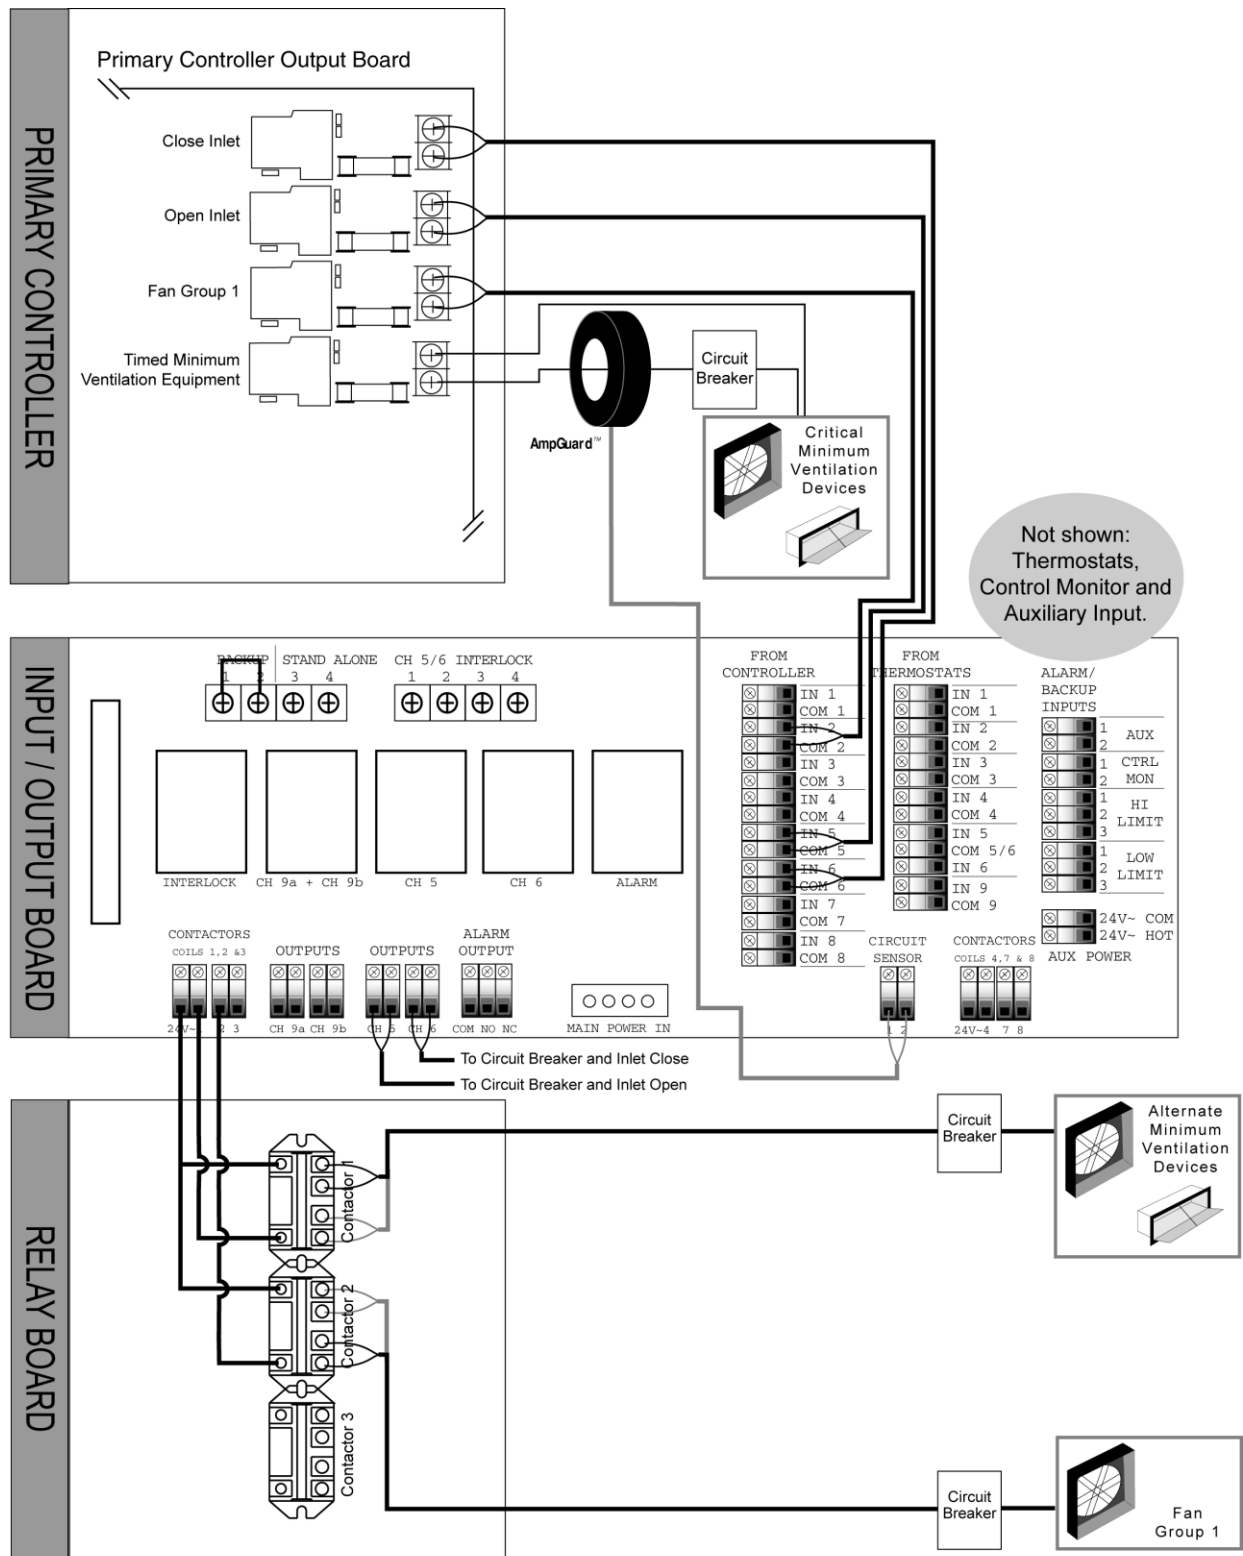 PRIMARY CONTROLLER
Primary Controller Output Board
Close Inlet
Open Inlet
Fan Group 1
Timed Minimum
Ventilation Equipment
AmpGuard™
Circuit
Breaker
Critical
Minimum
Ventilation
Devices
Not shown:
Thermostats,
Control Monitor and
Auxiliary Input.
INPUT / OUTPUT BOARD
BACKUP
STAND ALONE
CH 5/6 INTERLOCK
1 2 3 4
1 2 3 4
INTERLOCK
CH 9a + CH 9b
CH 5
CH 6
ALARM
FROM
CONTROLLER
IN 1
COM 1
IN 2
COM 2
IN 3
COM 3
IN 4
COM 4
IN 5
COM 5
IN 6
COM 6
IN 7
COM 7
IN 8
COM 8
FROM
THERMOSTATS
IN 1
COM 1
IN 2
COM 2
IN 3
COM 3
IN 4
COM 4
IN 5
COM 5/6
IN 6
IN 9
COM 9
ALARM/
BACKUP
INPUTS
1
2
AUX
1
2
CTRL
MON
1
2
3
HI
LIMIT
1
2
3
LOW
LIMIT
24V~ COM
24V~ HOT
AUX POWER
CONTACTORS
COILS 1,2 &3
24V~1 2 3
OUTPUTS
CH 9a CH 9b
OUTPUTS
CH 5 CH 6
ALARM
OUTPUT
COM NO NC
MAIN POWER IN
CIRCUIT
SENSOR
1 2
CONTACTORS
COILS 4,7 & 8
24V~4 7 8
To Circuit Breaker and Inlet Close
To Circuit Breaker and Inlet Open
RELAY BOARD
Contactor 1
Contactor 2
Contactor 3
Circuit
Breaker
Alternate
Minimum
Ventilation
Devices
Circuit
Breaker
Fan
Group 1